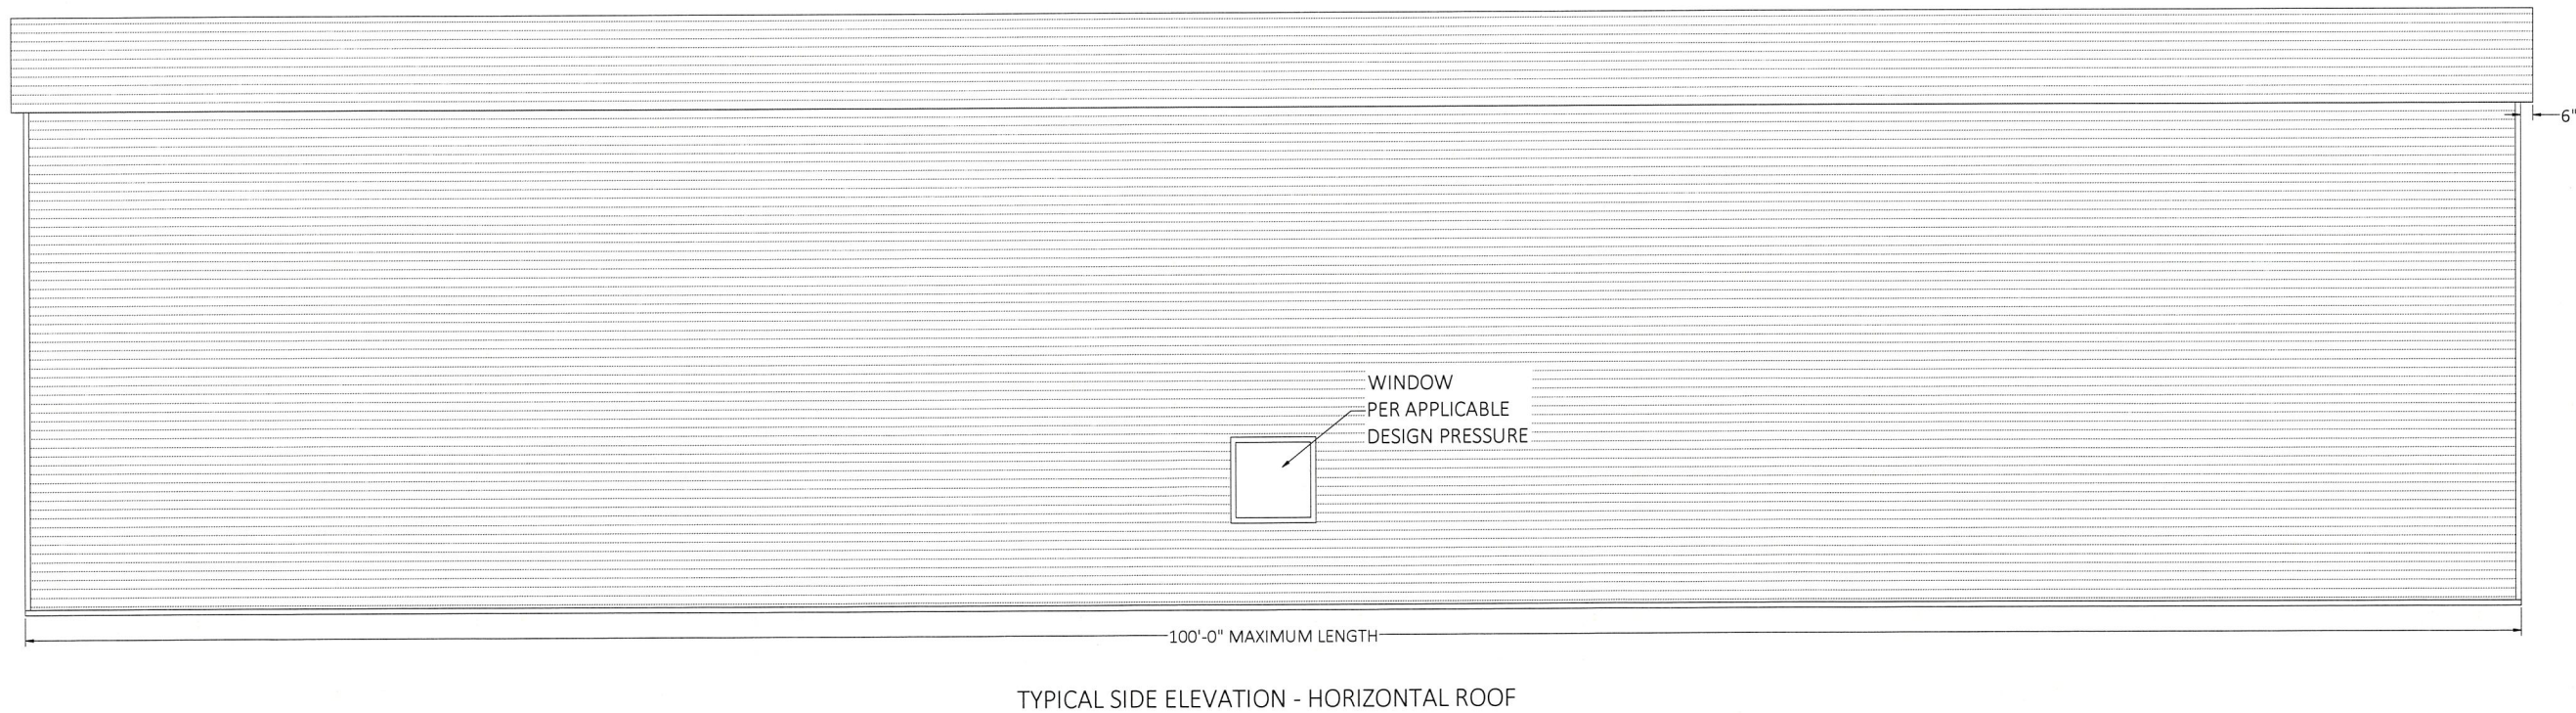 6"
WINDOW
PER APPLICABLE
DESIGN PRESSURE
100'-0" MAXIMUM LENGTH
TYPICAL SIDE ELEVATION - HORIZONTAL ROOF